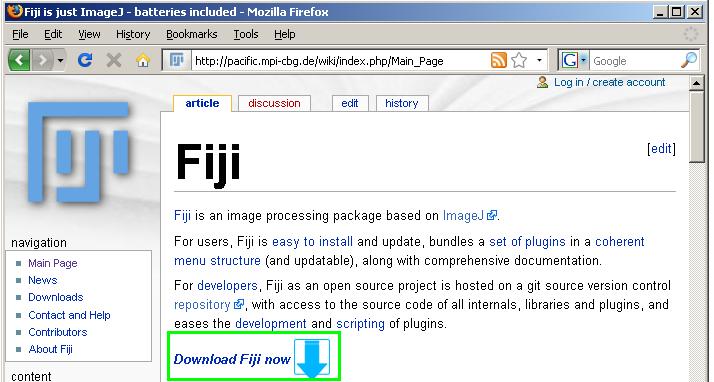 Fiji is just ImageJ - batteries included - Mozilla Firefox
File Edit View History Bookmarks Tools Help
http://pacific.mpi-cbg.de/wiki/index.php/Main_Page
Google
Log in / create account
article discussion edit history
Fiji
[edit]
Fiji is an image processing package based on ImageJ.
For users, Fiji is easy to install and update, bundles a set of plugins in a coherent
menu structure (and updatable), along with comprehensive documentation.
For developers, Fiji as an open source project is hosted on a git source version control
repository, with access to the source code of all internals, libraries and plugins, and
eases the development and scripting of plugins.
Download Fiji now
navigation
Main Page
News
Downloads
Contact and Help
Contributors
About Fiji
content